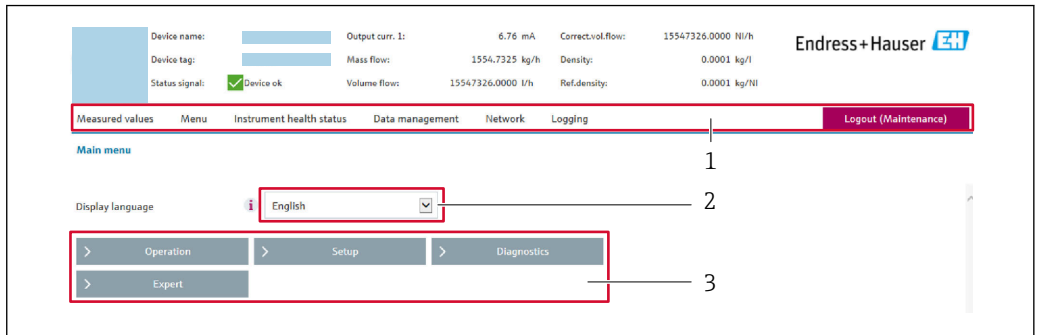 Device name: Output curr. 1: 6.76 mA Correct.vol.flow: 15547326.0000 Nl/h
Endress+Hauser EH
Device tag: Mass flow: 1554.7325 kg/h Density: 0.0001 kg/l
Status signal: Device ok Volume flow: 15547326.0000 l/h Ref.density: 0.0001 kg/Nl
Measured values Menu Instrument health status Data management Network Logging Logout (Maintenance)
1
Main menu
Display language i English 2
Operation Setup Diagnostics
Expert 3